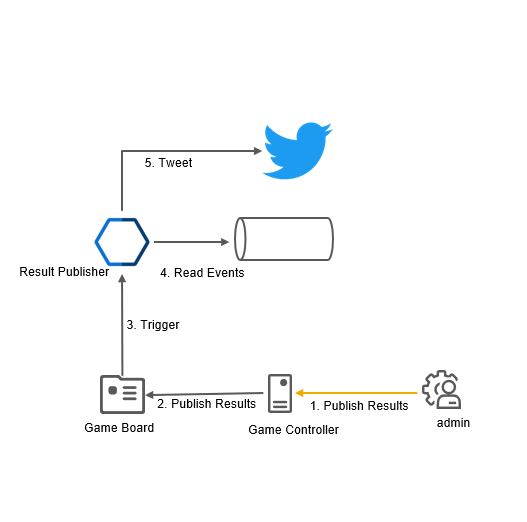 5. Tweet
Result Publisher
4. Read Events
3. Trigger
2. Publish Results
1. Publish Results
Game Board
Game Controller
admin